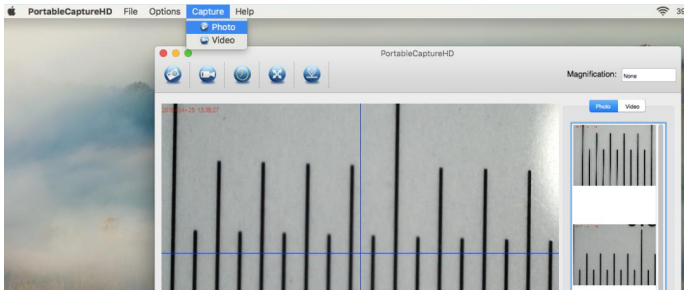 PortableCaptureHD File Options Capture Help
Photo
Video
PortableCaptureHD
Magnification: None
Photo Video